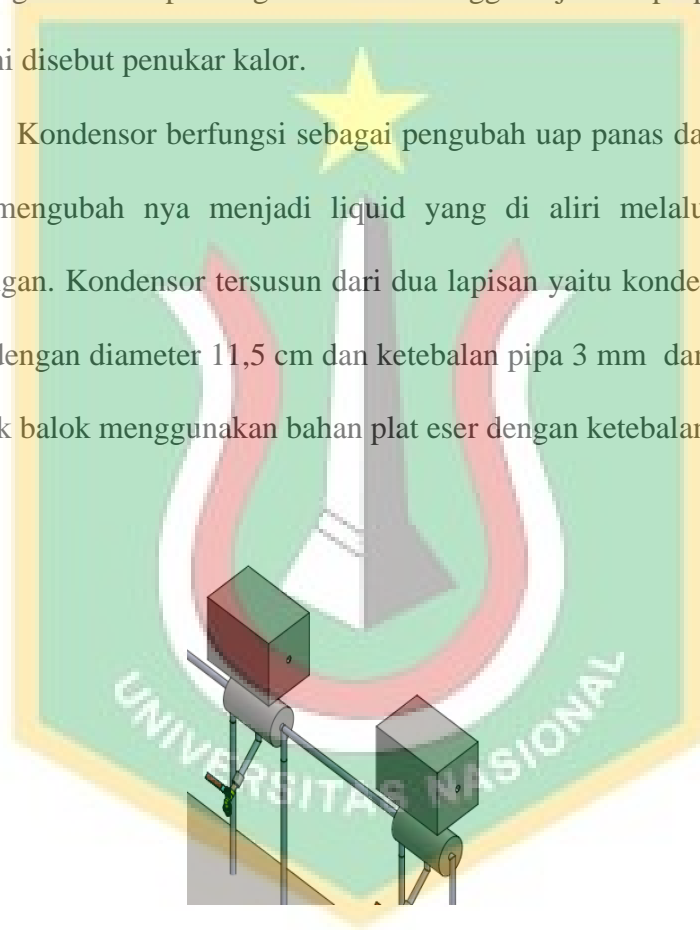 ni disebut penukar kalor.
Kondensor berfungsi sebagai pengubah uap panas da
mengubah nya menjadi liquid yang di aliri melalu
gan. Kondensor tersusun dari dua lapisan yaitu konde
dengan diameter 11,5 cm dan ketebalan pipa 3 mm dar
k balok menggunakan bahan plat eser dengan ketebalan
UNIVERSITAS NASIONAL